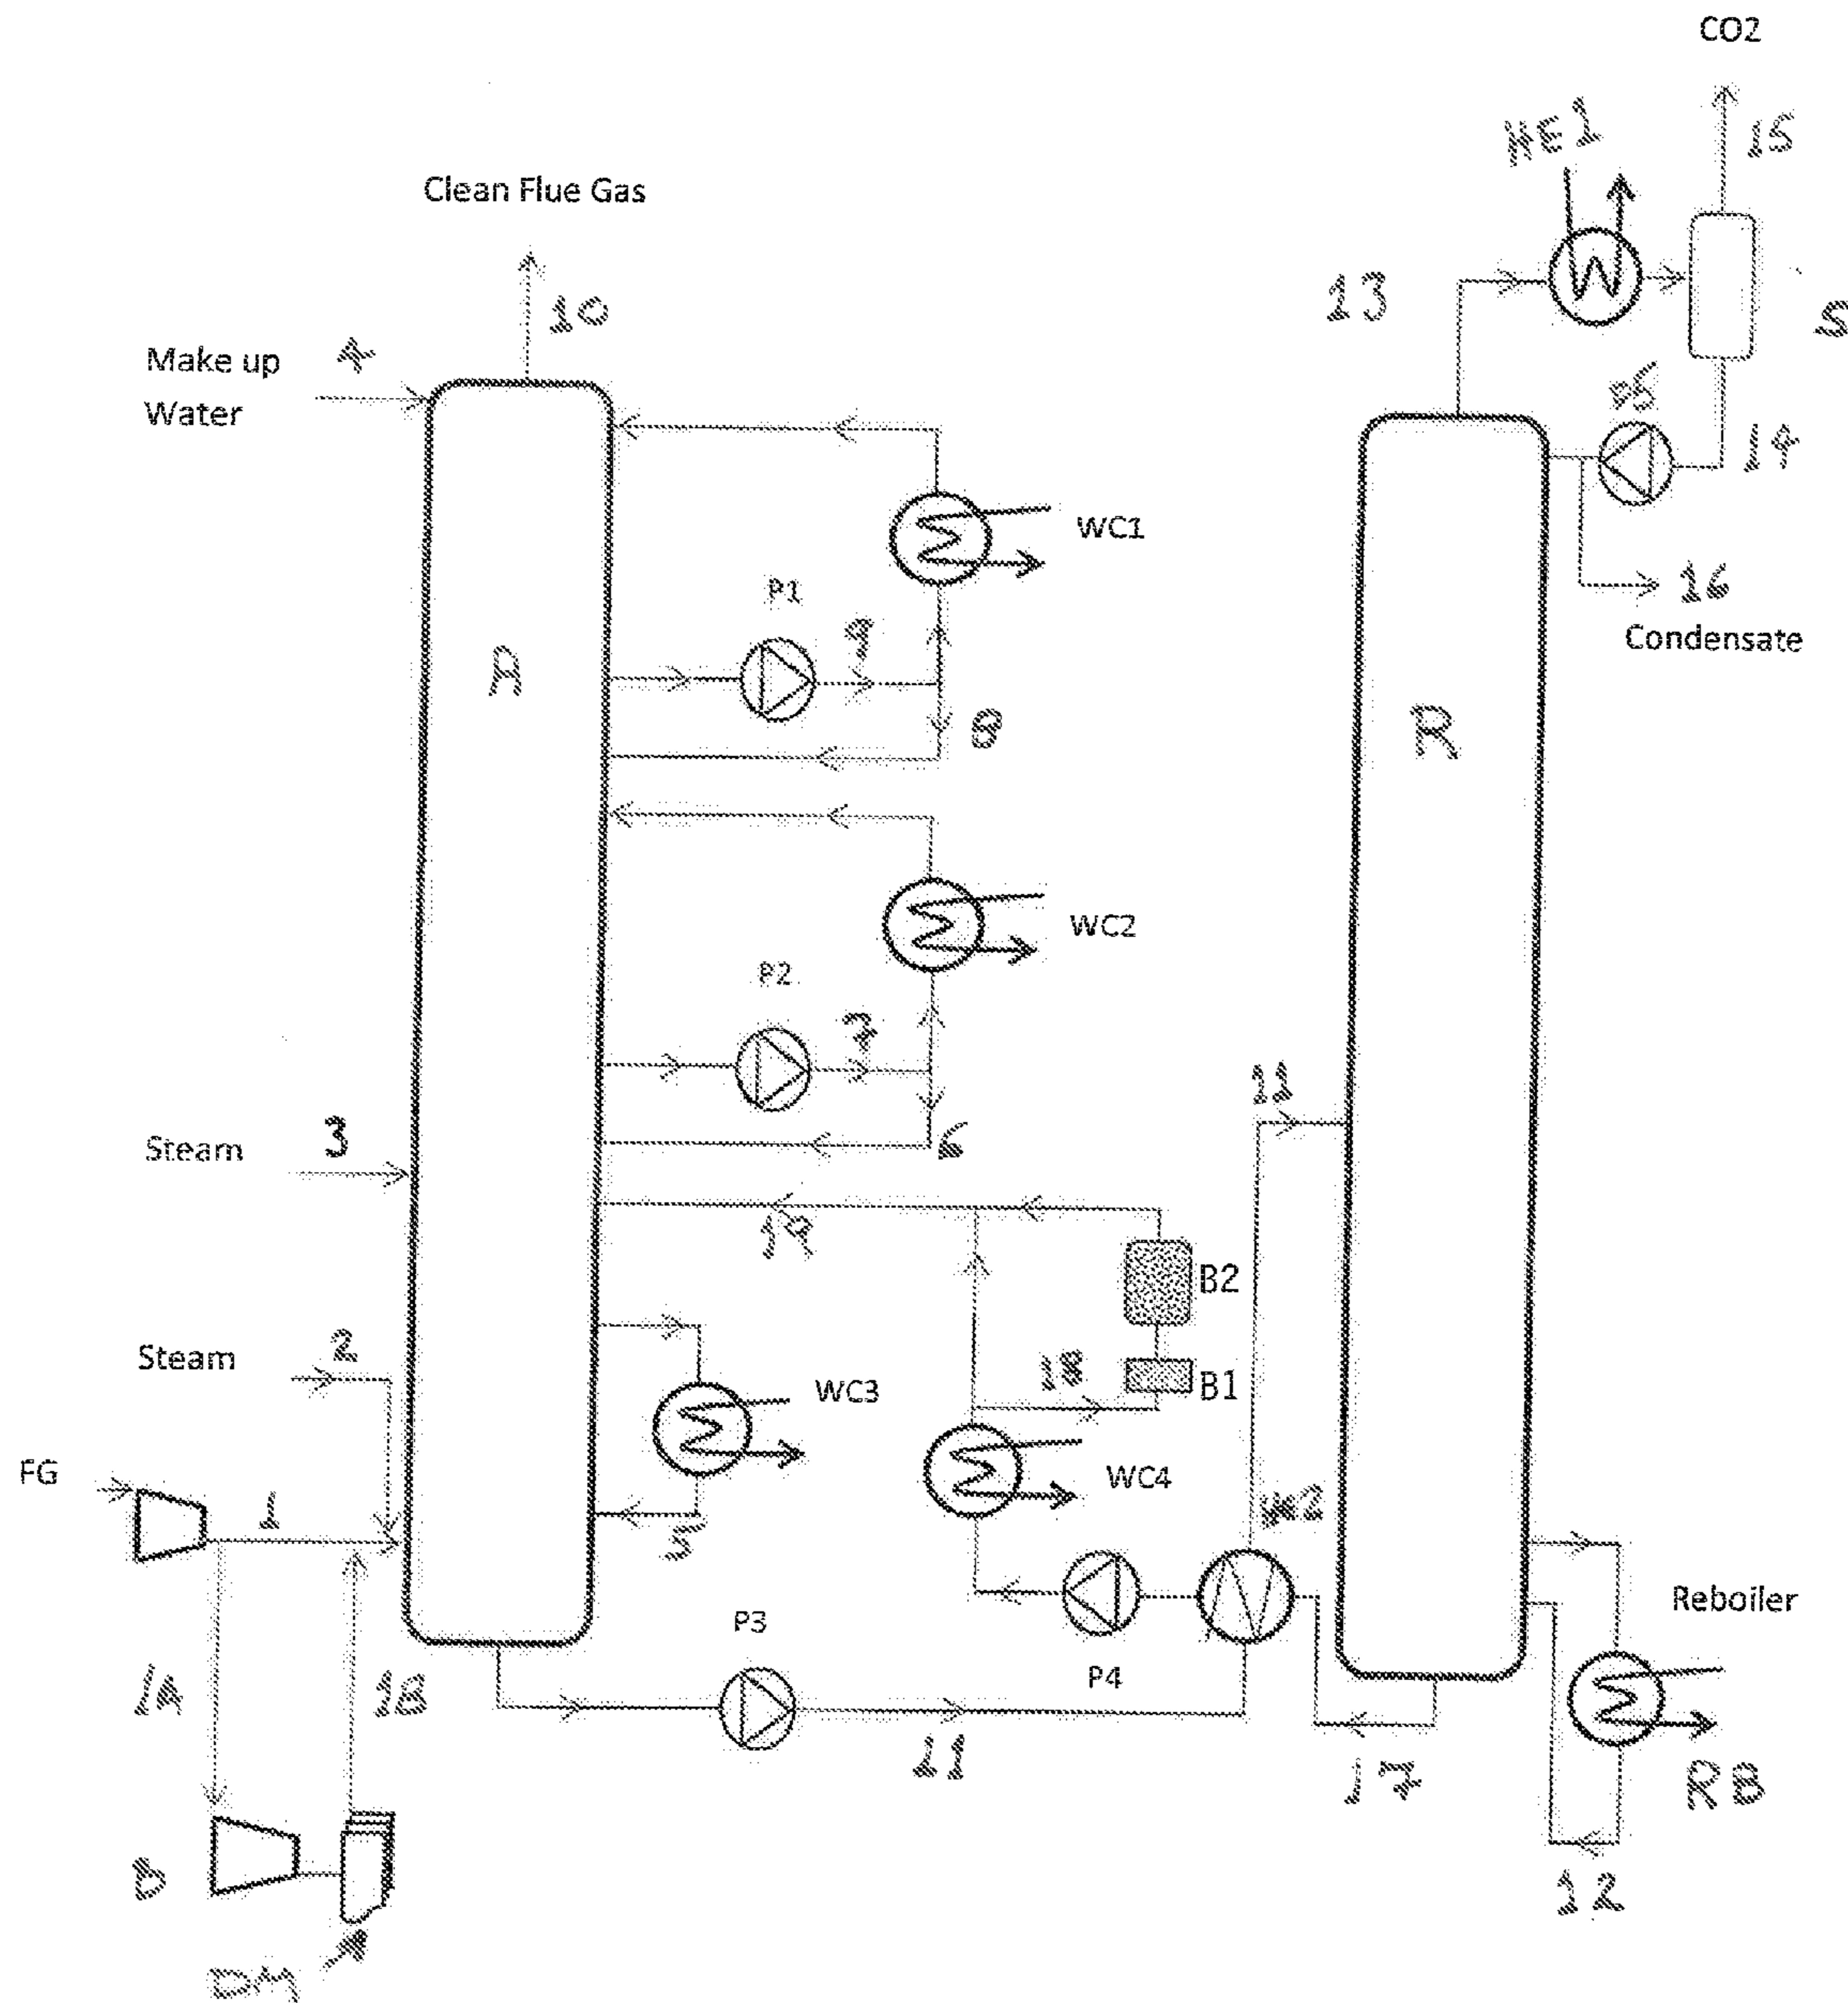 CO2
HE1
15
Clean Flue Gas
13
S
10
Make up
Water
4
P5
14
WC1
16
Condensate
P1
9
A
8
R
WC2
P2
7
11
Steam
3
6
19
B2
Steam
2
18
B1
WC3
WC4
FG
1
5
Reboiler
P3
P4
1A
1B
11
17
RB
B
12
DM